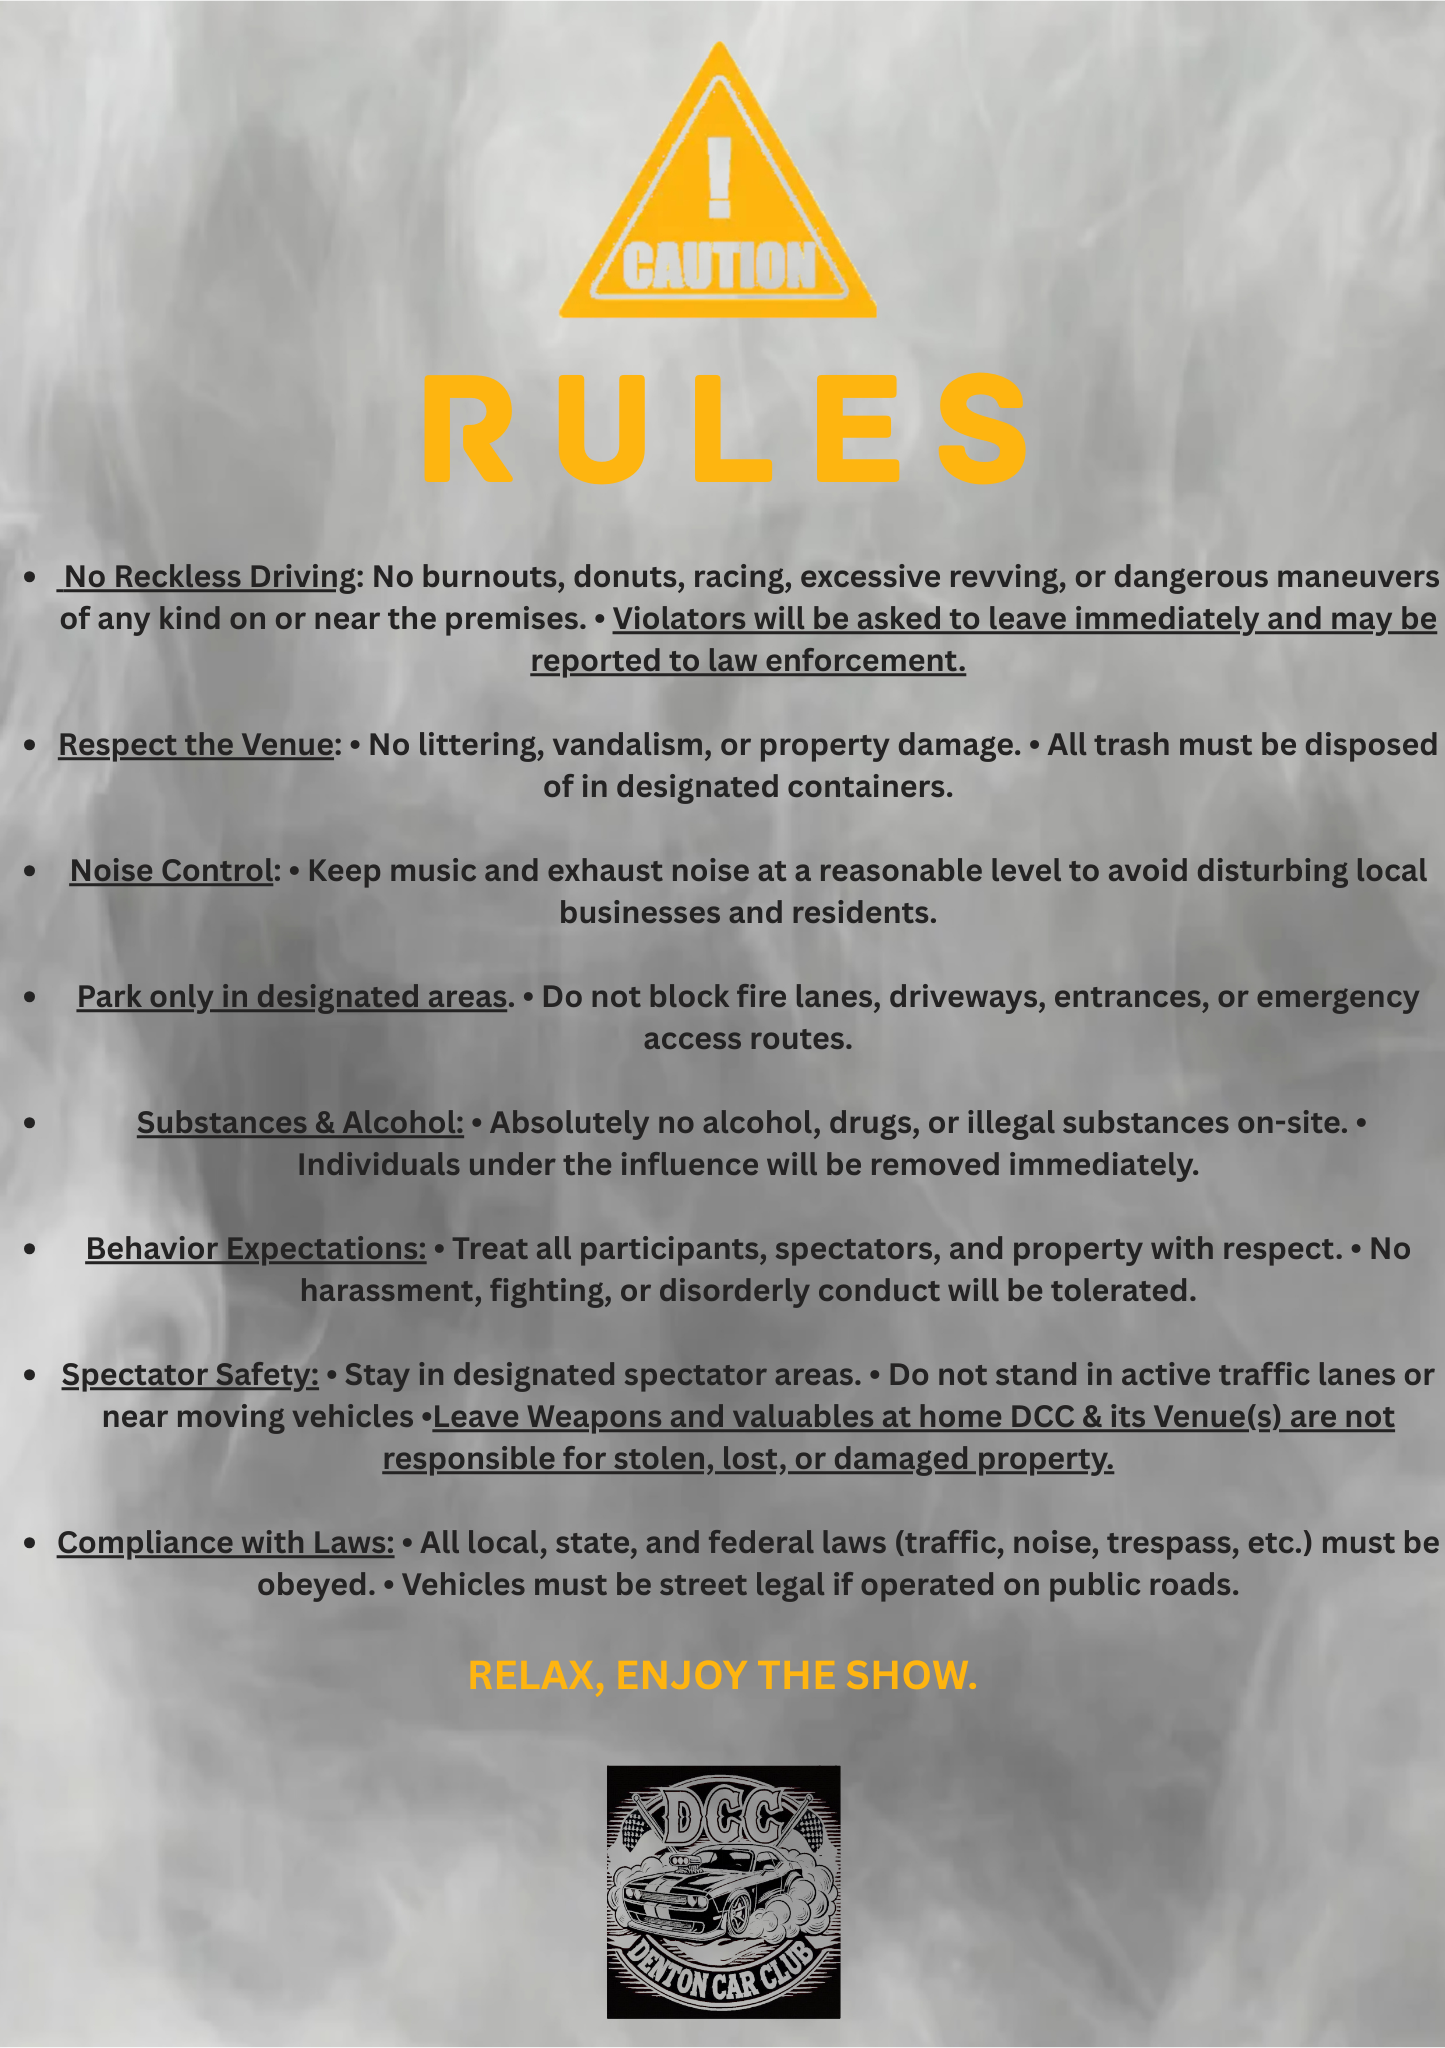 !
CAUTION
RULES
• No Reckless Driving: No burnouts, donuts, racing, excessive revving, or dangerous maneuvers
of any kind on or near the premises. • Violators will be asked to leave immediately and may be
reported to law enforcement.
• Respect the Venue: • No littering, vandalism, or property damage. • All trash must be disposed
of in designated containers.
• Noise Control: • Keep music and exhaust noise at a reasonable level to avoid disturbing local
businesses and residents.
• Park only in designated areas. • Do not block fire lanes, driveways, entrances, or emergency
access routes.
• Substances & Alcohol: • Absolutely no alcohol, drugs, or illegal substances on-site. •
Individuals under the influence will be removed immediately.
• Behavior Expectations: • Treat all participants, spectators, and property with respect. • No
harassment, fighting, or disorderly conduct will be tolerated.
• Spectator Safety: • Stay in designated spectator areas. • Do not stand in active traffic lanes or
near moving vehicles •Leave Weapons and valuables at home DCC & its Venue(s) are not
responsible for stolen, lost, or damaged property.
• Compliance with Laws: • All local, state, and federal laws (traffic, noise, trespass, etc.) must be
obeyed. • Vehicles must be street legal if operated on public roads.
RELAX, ENJOY THE SHOW.
DCC
DENTON CAR CLUB